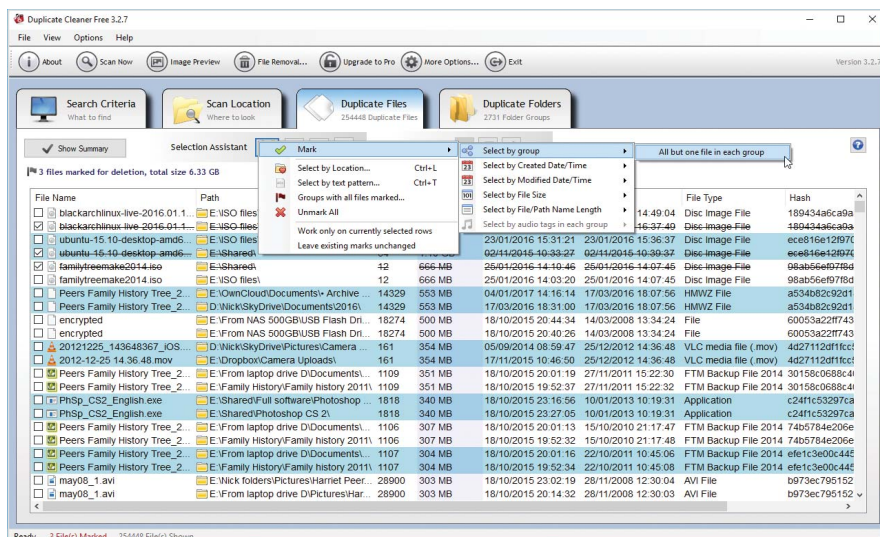 Duplicate Cleaner Free 3.2.7
File View Options Help
About Scan Now Image Preview File Removal... Upgrade to Pro More Options... Exit Version 3.2.7
Search Criteria Scan Location Duplicate Files Duplicate Folders
What to find Where to look 254448 Duplicate Files 2731 Folder Groups
Show Summary Selection Assistant Mark Select by group All but one file in each group
3 files marked for deletion, total size 6.33 GB
Select by Location... Ctrl+L
Select by text pattern... Ctrl+T
Groups with all files marked...
Unmark All
Work only on currently selected rows
Leave existing marks unchanged
Select by Created Date/Time
Select by Modified Date/Time
Select by File Size
Select by File/Path Name Length
Select by audio tags in each group
File Name Path File Type Hash
blackarchlinux-live-2016.01.1... E:\ISO files 14:49:04 Disc Image File 189434a6ca9a
blackarchlinux-live-2016.01.1... E:\ISO files 16:37:49 Disc Image File 189434a6ca9a
ubuntu-15.10-desktop-amd6... E:\ISO files 23/01/2016 15:31:21 23/01/2016 15:36:37 Disc Image File ece816e12f970
ubuntu-15.10-desktop-amd6... E:\Shared\ 02/11/2015 10:33:27 02/11/2015 10:39:37 Disc Image File ece816e12f970
familytreemake2014.iso E:\Shared\ 12 666 MB 25/01/2016 14:10:46 25/01/2016 14:07:45 Disc Image File 98ab56ef97f8d
familytreemake2014.iso E:\ISO files\ 12 666 MB 25/01/2016 14:03:20 25/01/2016 14:07:45 Disc Image File 98ab56ef97f8d
Peers Family History Tree_2... E:\OwnCloud\Documents\• Archive ... 14329 553 MB 04/01/2017 14:16:14 17/03/2016 18:07:56 HMWZ File a534b82c92d1
Peers Family History Tree_2... D:\Nick\SkyDrive\Documents\2016\ 14329 553 MB 17/03/2016 18:31:00 17/03/2016 18:07:56 HMWZ File a534b82c92d1
encrypted E:\From NAS 500GB\USB Flash Dri... 18274 500 MB 18/10/2015 20:44:34 14/03/2008 13:34:24 File 60053a22ff743
encrypted E:\From NAS 500GB\USB Flash Dri... 18274 500 MB 18/10/2015 20:40:26 14/03/2008 13:34:24 File 60053a22ff743
20121225_143648367_iOS.... D:\Nick\SkyDrive\Pictures\Camera ... 161 354 MB 05/09/2014 08:59:47 25/12/2012 14:36:48 VLC media file (.mov) 4d27112df1fcc
2012-12-25 14.36.48.mov E:\Dropbox\Camera Uploads\ 161 354 MB 17/11/2015 10:46:50 25/12/2012 14:36:48 VLC media file (.mov) 4d27112df1fcc
Peers Family History Tree_2... E:\From laptop drive D\Documents\... 1109 351 MB 18/10/2015 20:01:19 27/11/2011 15:22:30 FTM Backup File 2014 30158c0688c4
Peers Family History Tree_2... E:\Family History\Family history 2011\ 1109 351 MB 18/10/2015 19:52:37 27/11/2011 15:22:32 FTM Backup File 2014 30158c0688c4
PhSp_CS2_English.exe E:\Shared\Full software\Photoshop ... 1818 340 MB 18/10/2015 23:16:56 10/01/2013 10:19:31 Application c24f1c53297ca
PhSp_CS2_English.exe E:\Shared\Photoshop CS 2\ 1818 340 MB 18/10/2015 23:27:05 10/01/2013 10:19:31 Application c24f1c53297ca
Peers Family History Tree_2... E:\From laptop drive D\Documents\... 1106 307 MB 18/10/2015 20:01:13 15/10/2010 21:17:47 FTM Backup File 2014 74b5784e206e
Peers Family History Tree_2... E:\Family History\Family history 2011\ 1106 307 MB 18/10/2015 19:52:32 15/10/2010 21:17:48 FTM Backup File 2014 74b5784e206e
Peers Family History Tree_2... E:\From laptop drive D\Documents\... 1107 304 MB 18/10/2015 20:01:16 22/10/2011 10:45:06 FTM Backup File 2014 efe1c3e00c445
Peers Family History Tree_2... E:\Family History\Family history 2011\ 1107 304 MB 18/10/2015 19:52:34 22/10/2011 10:45:08 FTM Backup File 2014 efe1c3e00c445
may08_1.avi E:\Nick folders\Pictures\Harriet Peer... 28900 303 MB 18/10/2015 23:02:19 28/11/2008 12:30:04 AVI File b973ec795152
may08_1.avi E:\From laptop drive D\Pictures\Har... 28900 303 MB 18/10/2015 20:14:32 28/11/2008 12:30:03 AVI File b973ec795152
Ready 3 File(s) Marked 254448 File(s) Shown